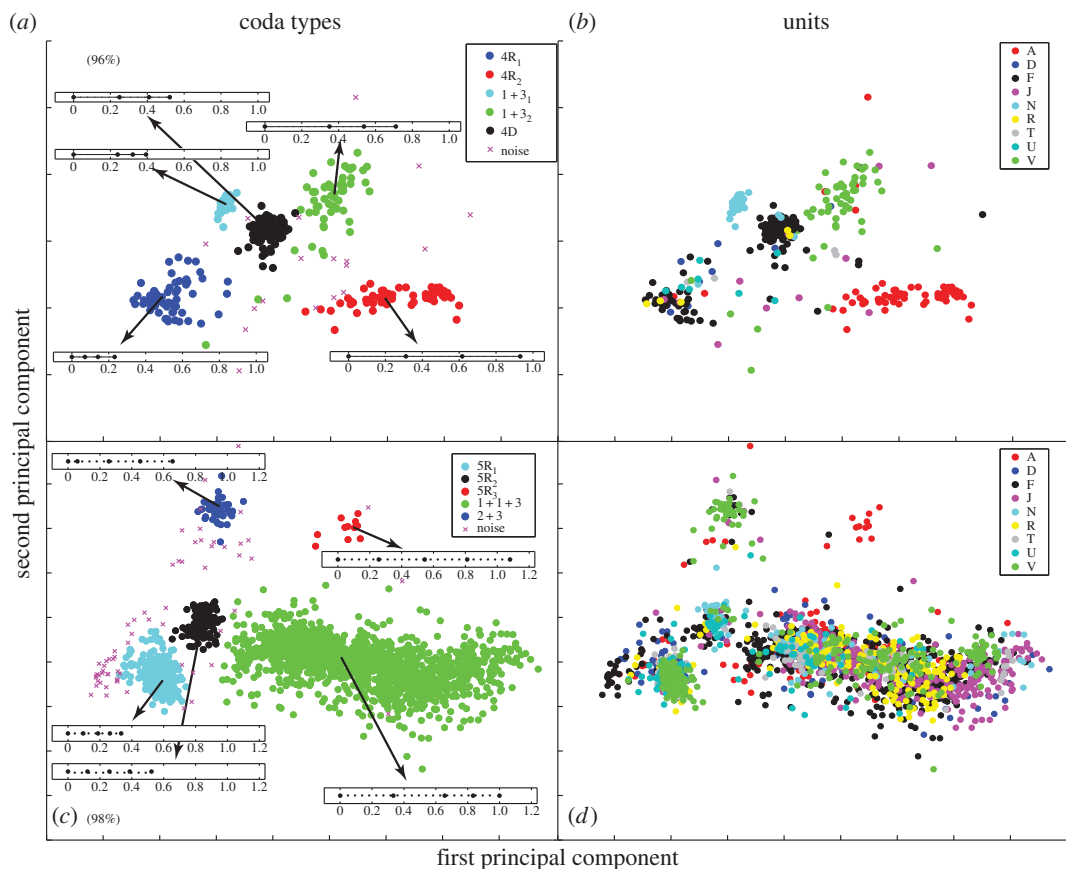 (a)
coda types
(b)
units
(96%)
4R1
4R2
1 + 31
1 + 32
4D
noise
0 0.2 0.4 0.6 0.8 1.0
0 0.2 0.4 0.6 0.8 1.0
0 0.2 0.4 0.6 0.8 1.0
0 0.2 0.4 0.6 0.8 1.0
0 0.2 0.4 0.6 0.8 1.0
A
D
F
J
N
R
T
U
V
second principal component
5R1
5R2
5R3
1 + 1 + 3
2 + 3
noise
0 0.2 0.4 0.6 0.8 1.0 1.2
0 0.2 0.4 0.6 0.8 1.0 1.2
0 0.2 0.4 0.6 0.8 1.0 1.2
0 0.2 0.4 0.6 0.8 1.0 1.2
0 0.2 0.4 0.6 0.8 1.0 1.2
(c) (98%)
A
D
F
J
N
R
T
U
V
(d)
first principal component